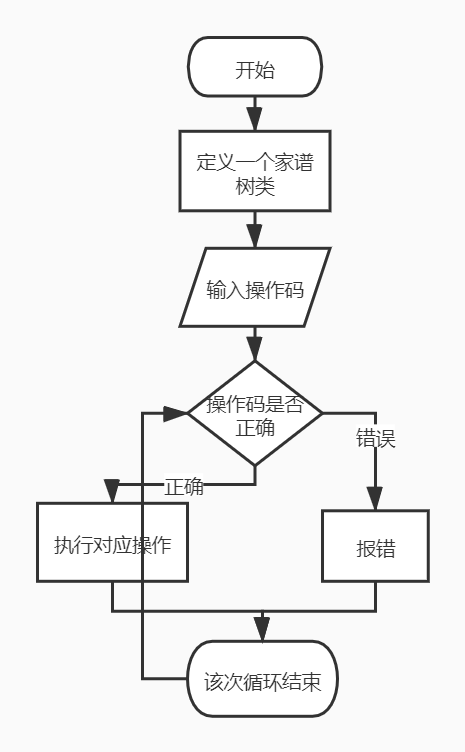 开始
定义一个家谱
树类
输入操作码
操作码是否
正确
错误
正确
执行对应操作
报错
该次循环结束